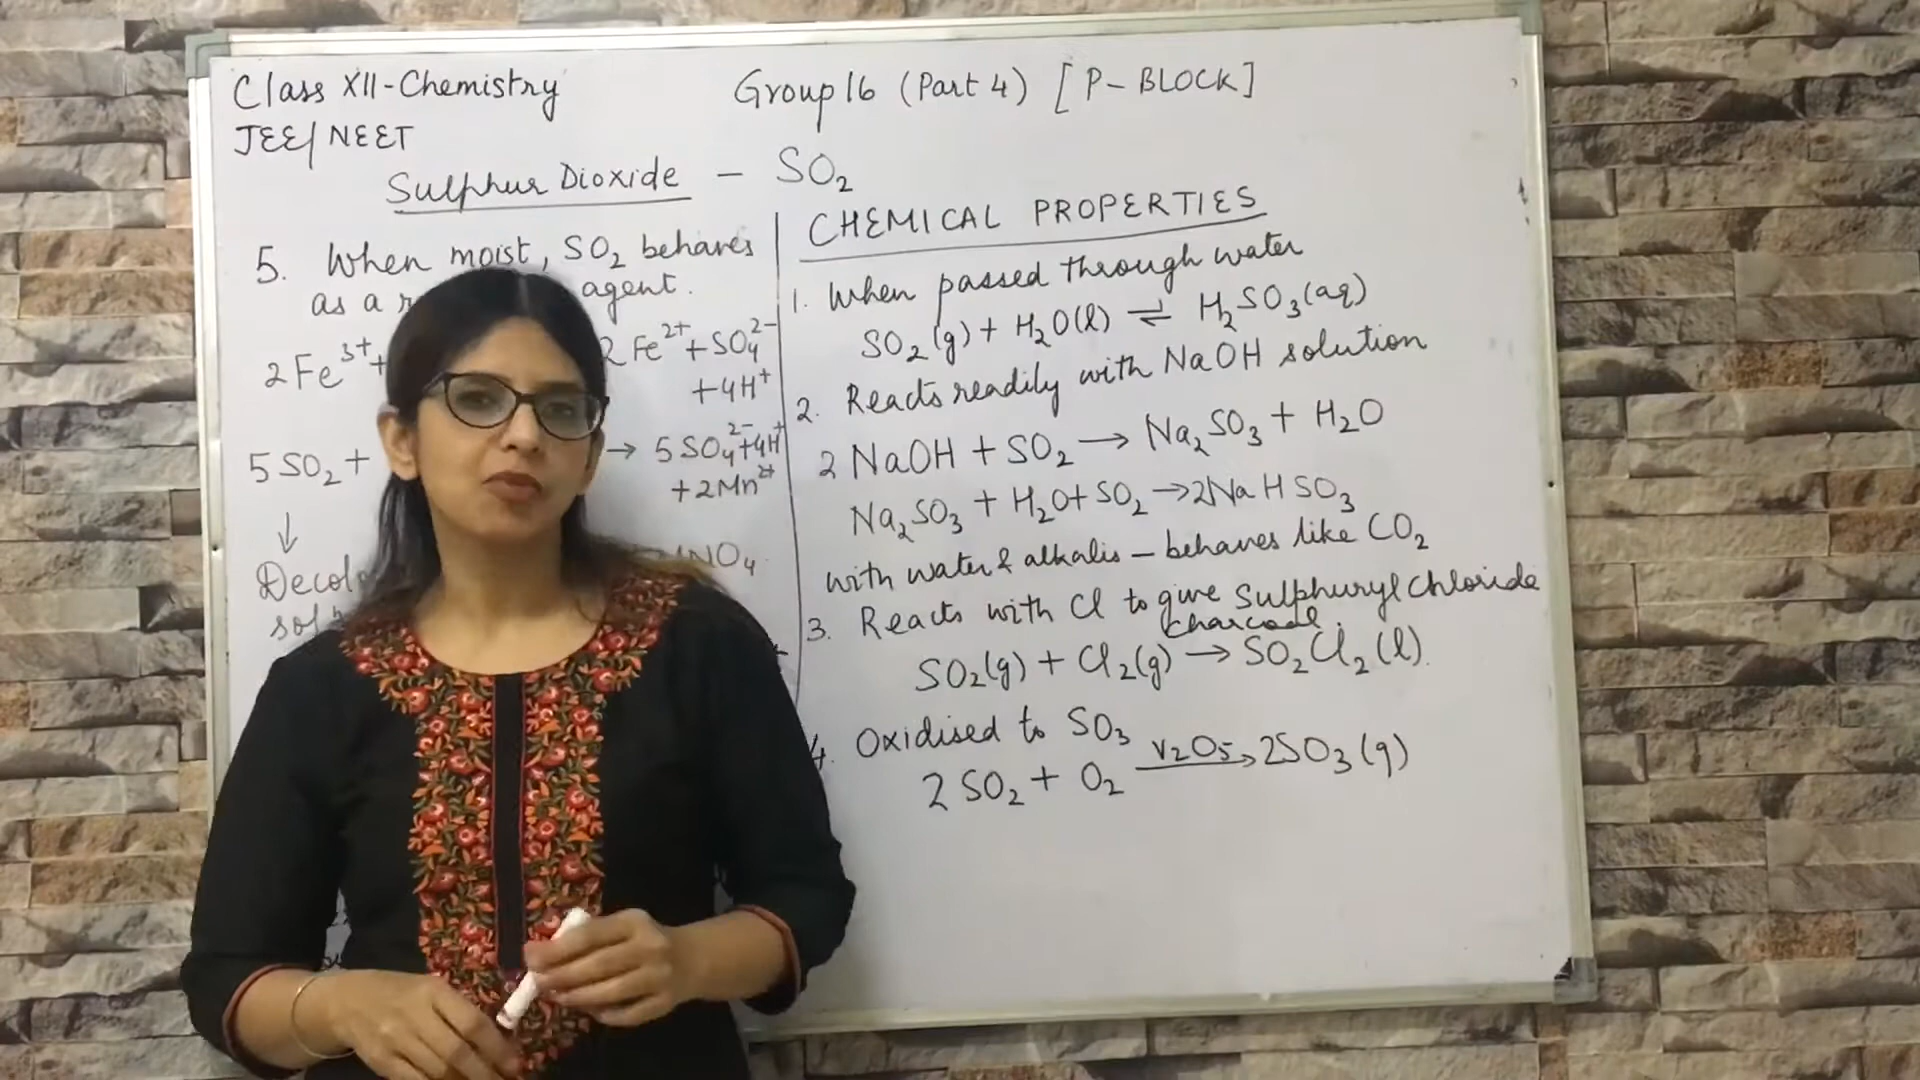 Class XII-Chemistry
JEE/NEET
Group 16 (Part 4) [P-BLOCK]
Sulphur Dioxide - SO₂
5. When moist, SO₂ behaves
as a agent.
2Fe³⁺+ 2Fe²⁺+SO₄²⁻
+4H⁺
5SO₂ + → 5SO₄²⁻+4H⁺
+2Mn²⁺
↓
MNO₄
CHEMICAL PROPERTIES
1. When passed through water
SO₂(g) + H₂O(l) ⇌ H₂SO₃(aq)
2. Reacts readily with NaOH solution
2NaOH + SO₂ → Na₂SO₃ + H₂O
Na₂SO₃ + H₂O+SO₂ →2NaHSO₃
with water & alkalis - behaves like CO₂
3. Reacts with Cl to give Sulphuryl Chloride
charcoal
SO₂(g) + Cl₂(g) → SO₂Cl₂(l).
4. Oxidised to SO₃
V₂O₅
2SO₂ + O₂ → 2SO₃(g)